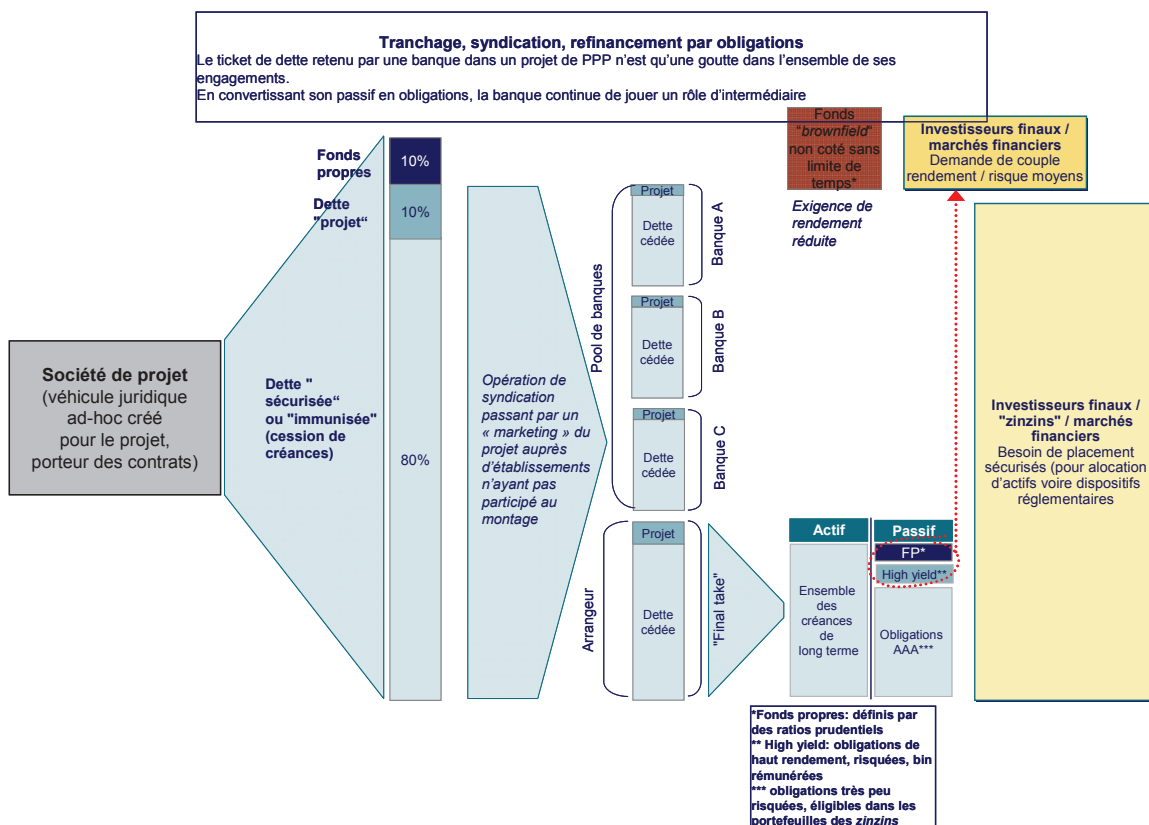 Tranchage, syndication, refinancement par obligations
Le ticket de dette retenu par une banque dans un projet de PPP n'est qu'une goutte dans l'ensemble de ses
engagements.
En convertissant son passif en obligations, la banque continue de jouer un rôle d'intermédiaire
Société de projet
(véhicule juridique
ad-hoc créé
pour le projet,
porteur des contrats)
Fonds
propres
10%
Dette
"projet“
10%
Dette "
sécurisée“
ou "immunisée"
(cession de
créances)
80%
Opération de
syndication
passant par un
« marketing » du
projet auprès
d'établissements
n'ayant pas
participé au
montage
Pool de banques
Projet
Dette
cédée
Banque A
Projet
Dette
cédée
Banque B
Projet
Dette
cédée
Banque C
Arrangeur
Projet
Dette
cédée
"Final take"
Fonds
"brownfield"
non coté sans
limite de
temps*
Exigence de
rendement
réduite
Investisseurs finaux /
marchés financiers
Demande de couple
rendement / risque moyens
Actif
Passif
Ensemble
des
créances
de
long terme
FP*
High yield**
Obligations
AAA***
Investisseurs finaux /
"zinzins" / marchés
financiers
Besoin de placement
sécurisés (pour alocation
d'actifs voire dispositifs
réglementaires
*Fonds propres: définis par
des ratios prudentiels
** High yield: obligations de
haut rendement, risquées, bin
rémunérées
*** obligations très peu
risquées, éligibles dans les
portefeuilles des zinzins